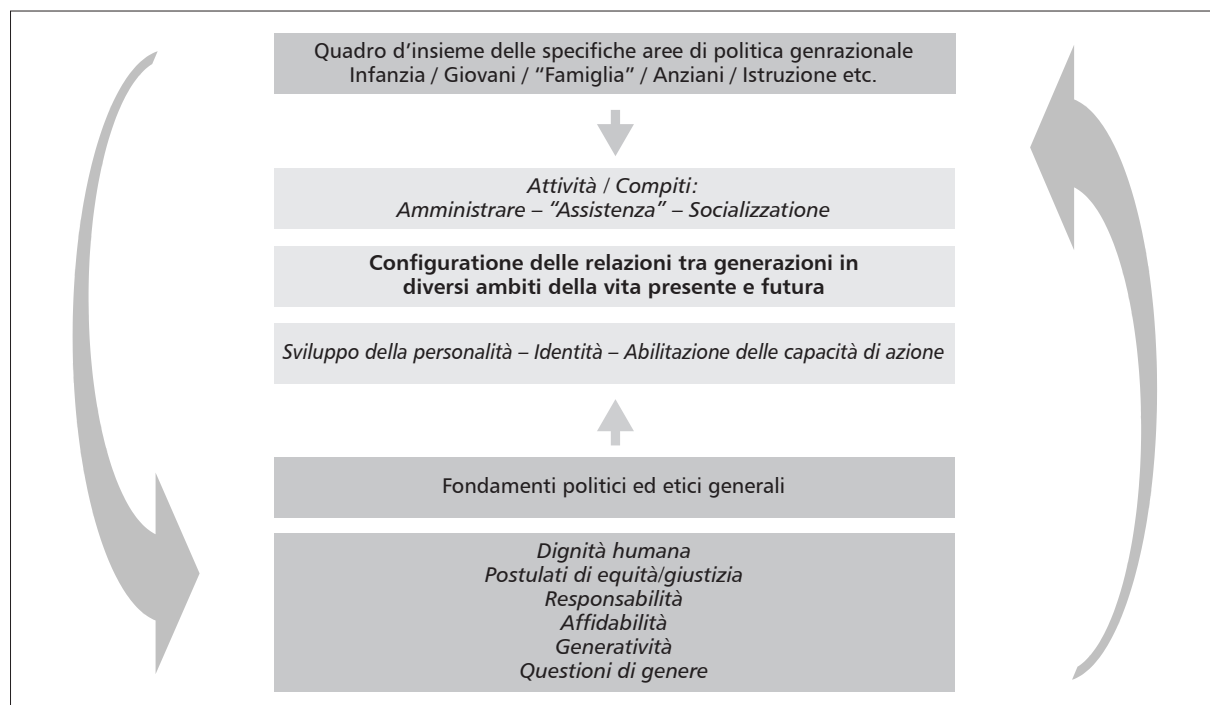 Quadro d’insieme delle specifiche aree di politica genrazionale
Infanzia / Giovani / “Famiglia” / Anziani / Istruzione etc.
Attività / Compiti:
Amministrare – “Assistenza” – Socializzatione
Configuratione delle relazioni tra generazioni in
diversi ambiti della vita presente e futura
Sviluppo della personalità – Identità – Abilitazione delle capacità di azione
Fondamenti politici ed etici generali
Dignità humana
Postulati di equità/giustizia
Responsabilità
Affidabilità
Generatività
Questioni di genere